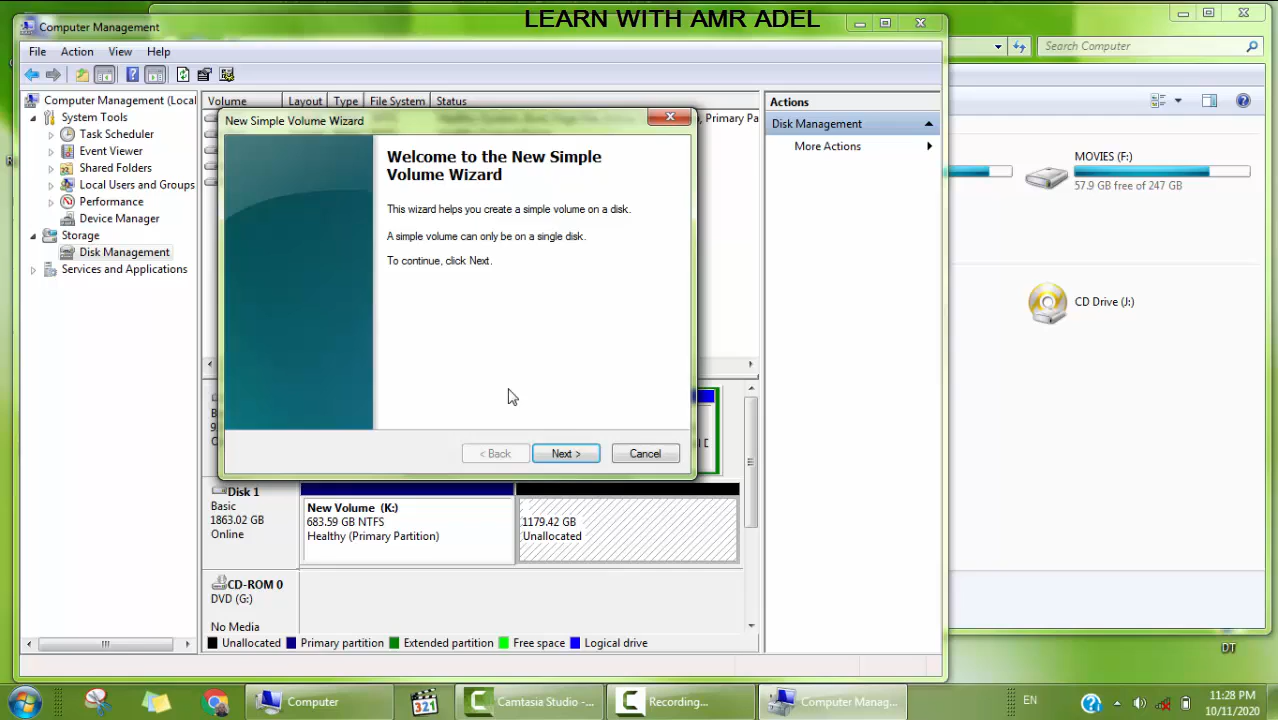 LEARN WITH AMR ADEL
Computer Management
Search Computer
File Action View Help
Computer Management (Local
System Tools
Task Scheduler
Event Viewer
Shared Folders
Local Users and Groups
Performance
Device Manager
Storage
Disk Management
Services and Applications
Volume Layout Type File System Status
, Primary Pa
New Simple Volume Wizard
Welcome to the New Simple
Volume Wizard
This wizard helps you create a simple volume on a disk.
A simple volume can only be on a single disk.
To continue, click Next.
< Back Next > Cancel
Actions
Disk Management
More Actions
MOVIES (F:)
57.9 GB free of 247 GB
CD Drive (J:)
Disk 1
Basic
1863.02 GB
Online
New Volume (K:)
683.59 GB NTFS
Healthy (Primary Partition)
1179.42 GB
Unallocated
CD-ROM 0
DVD (G:)
No Media
Unallocated Primary partition Extended partition Free space Logical drive
DT
Computer
321
Camtasia Studio -...
Recording...
Computer Manag...
EN
11:28 PM
10/11/2020